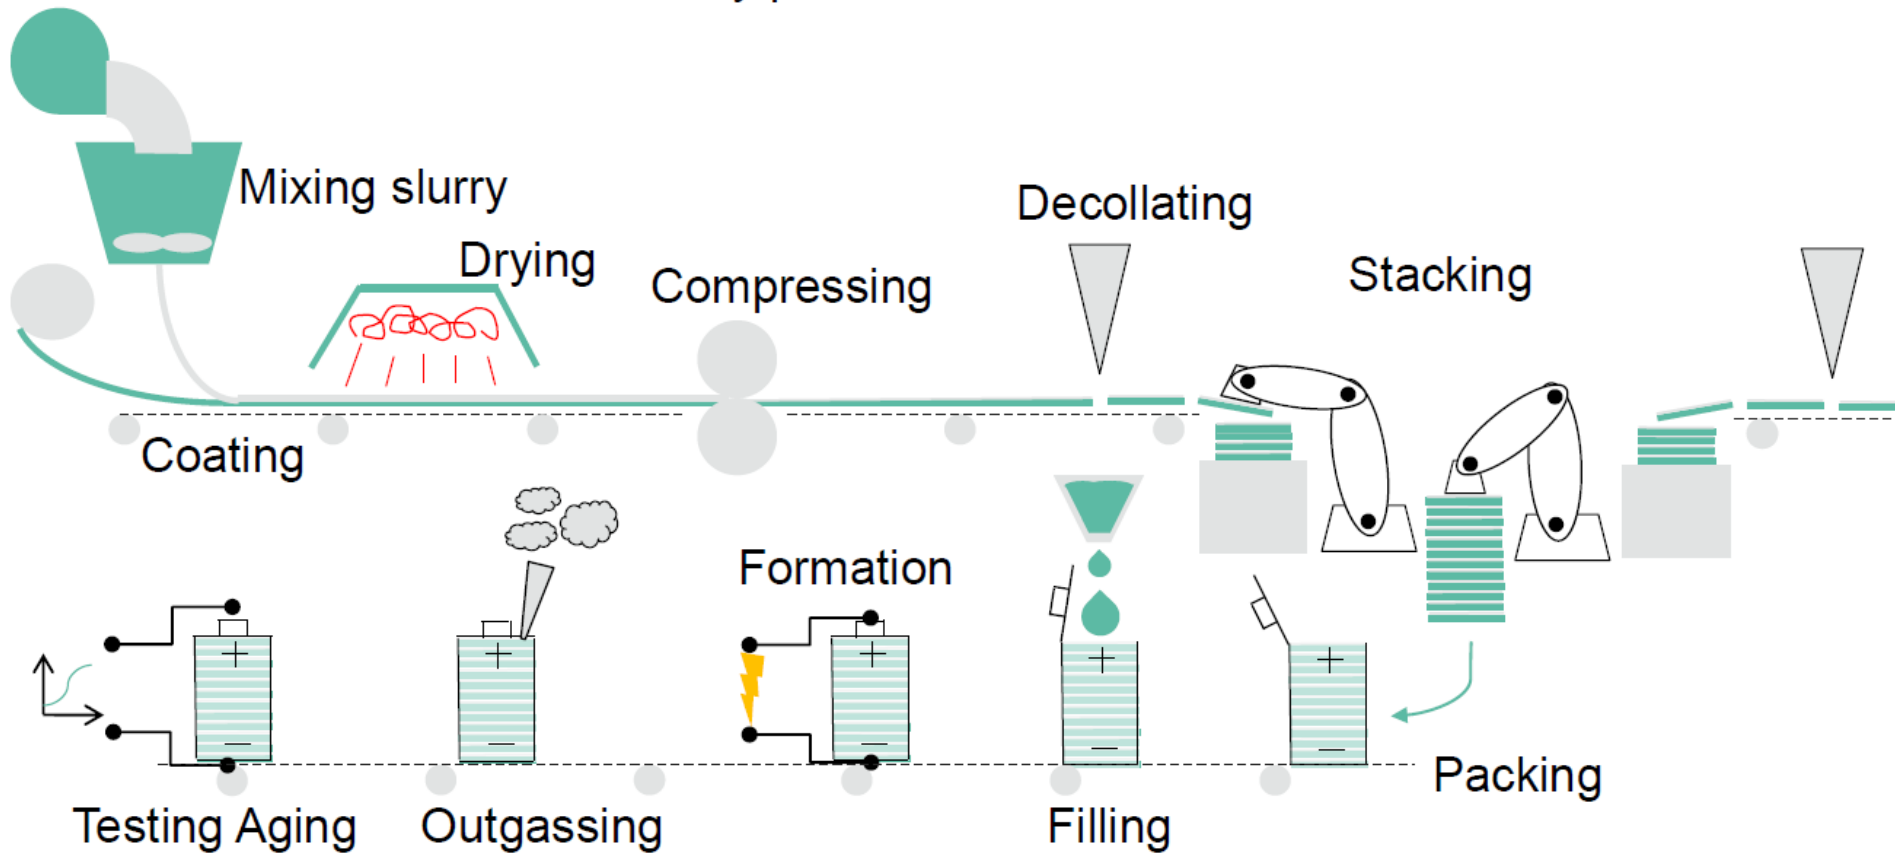 Mixing slurry
Drying
Compressing
Decollating
Stacking
Coating
Formation
Testing Aging
Outgassing
Filling
Packing